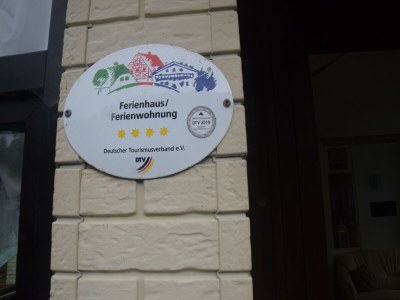 Ferienhaus/
Ferienwohnung
Deutscher Tourismusverband e.V.
DTV